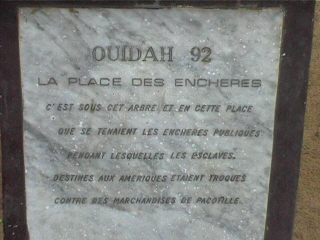 OUIDAH 92
LA PLACE DES ENCHERES
C'EST SOUS CET ARBRE ET EN CETTE PLACE
QUE SE TENAIENT LES ENCHERES PUBLIQUES
PENDANT LESQUELLES LES ESCLAVES.
DESTINES AUX AMERIQUES ETAIENT TROQUES
CONTRE DES MARCHANDISES DE PACOTILLE.